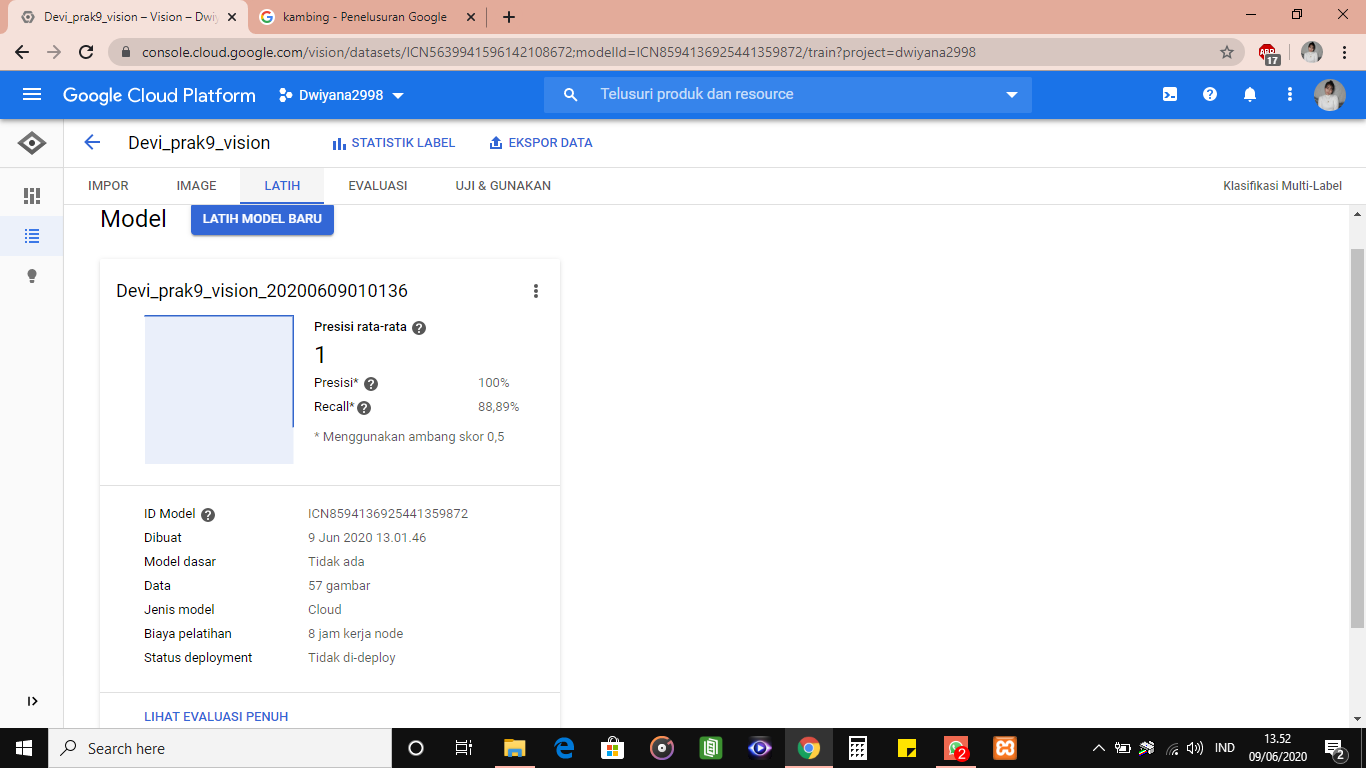 Devi_prak9_vision – Vision – Dwiy
kambing - Penelusuran Google
console.cloud.google.com/vision/datasets/ICN5639941596142108672;modelId=ICN8594136925441359872/train?project=dwiyana2998
17
Google Cloud Platform
Dwiyana2998
Telusuri produk dan resource
Devi_prak9_vision
STATISTIK LABEL
EKSPOR DATA
IMPOR
IMAGE
LATIH
EVALUASI
UJI & GUNAKAN
Klasifikasi Multi-Label
Model
LATIH MODEL BARU
Devi_prak9_vision_20200609010136
Presisi rata-rata
1
Presisi* 100%
Recall* 88,89%
* Menggunakan ambang skor 0,5
ID Model ICN8594136925441359872
Dibuat 9 Jun 2020 13.01.46
Model dasar Tidak ada
Data 57 gambar
Jenis model Cloud
Biaya pelatihan 8 jam kerja node
Status deployment Tidak di-deploy
LIHAT EVALUASI PENUH
Search here
2
IND
13.52
09/06/2020
2